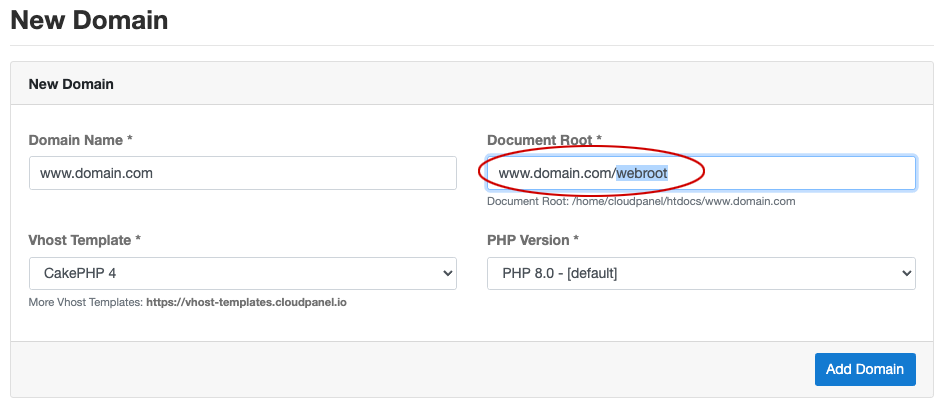 New Domain
New Domain
Domain Name *
Document Root *
www.domain.com
www.domain.com/webroot
Document Root: /home/cloudpanel/htdocs/www.domain.com
Vhost Template *
PHP Version *
CakePHP 4
PHP 8.0 - [default]
More Vhost Templates: https://vhost-templates.cloudpanel.io
Add Domain